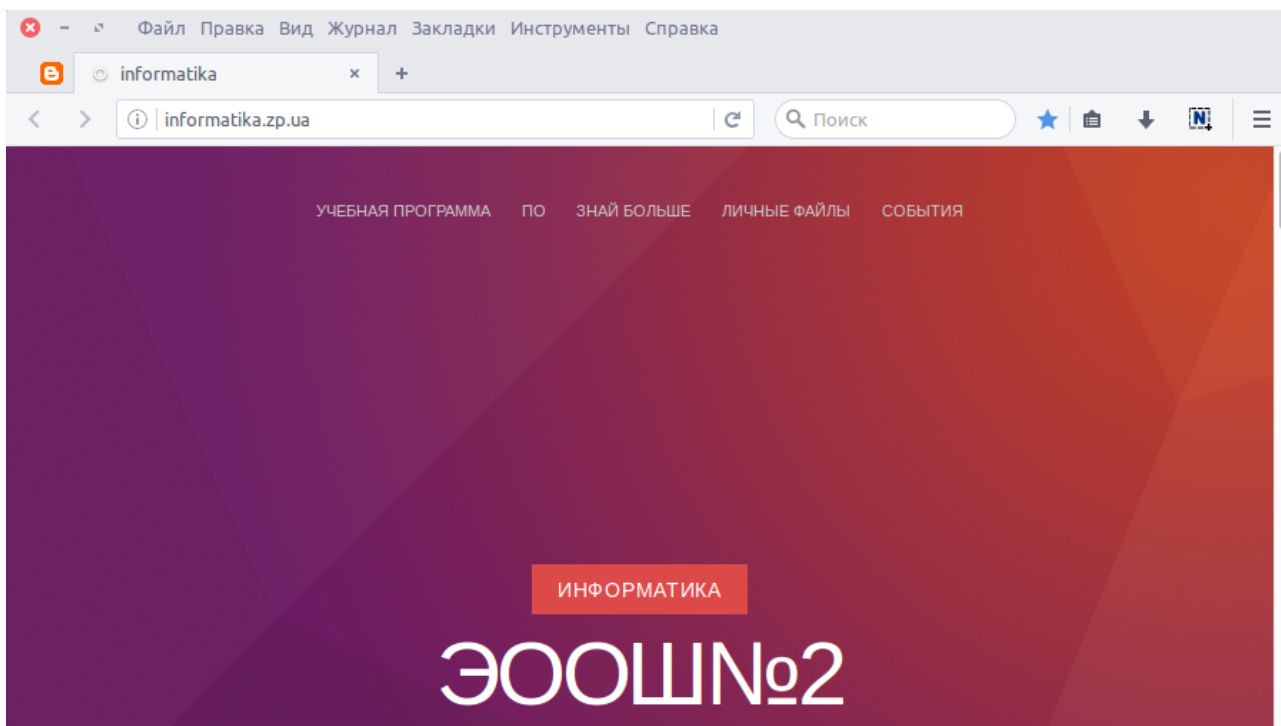 Файл Правка Вид Журнал Закладки Инструменты Справка
informatika
informatika.zp.ua
Поиск
УЧЕБНАЯ ПРОГРАММА ПО ЗНАЙ БОЛЬШЕ ЛИЧНЫЕ ФАЙЛЫ СОБЫТИЯ
ИНФОРМАТИКА
ЭООШ№2